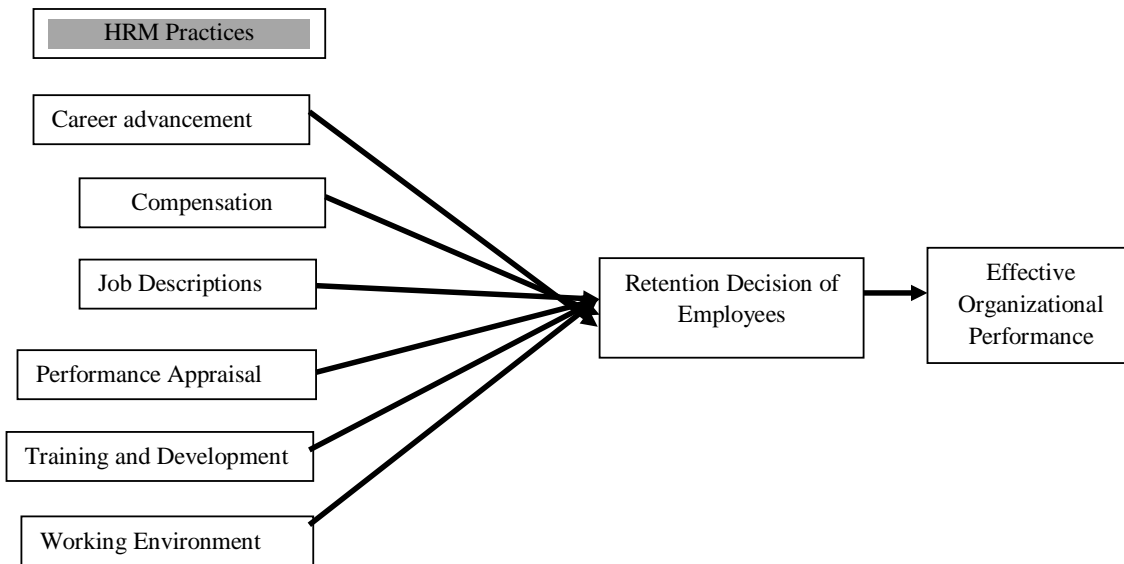 HRM Practices
Career advancement
Compensation
Job Descriptions
Performance Appraisal
Training and Development
Working Environment
Retention Decision of
Employees
Effective
Organizational
Performance